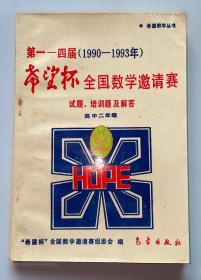 希望数学丛书
第一一四届(1990—1993年)
希望杯全国数学邀请赛
试题、培训题及解答
高中二年级
HOPE
“希望杯”全国数学邀请赛组委会 编
气象出版社